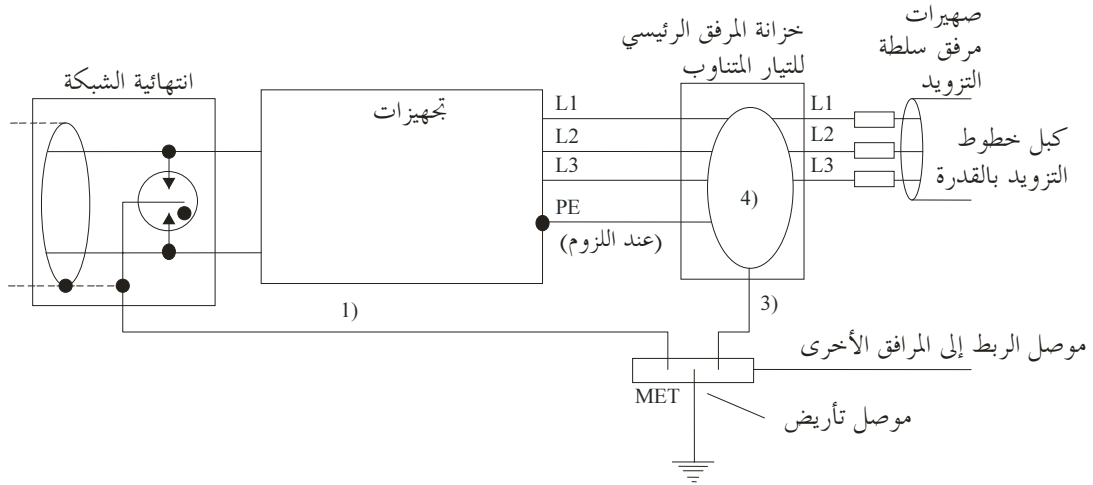 صهيرات
مرفق سلطة
التزويد
خزانة المرفق الرئيسي
للتيار المتناوب
انتهائية الشبكة
تجهيزات
L1
L2
L3
PE
(عند اللزوم)
4)
L1
L2
L3
كبل خطوط
التزويد بالقدرة
1)
3)
موصل الربط إلى المرافق الأخرى
MET
موصل تأريض